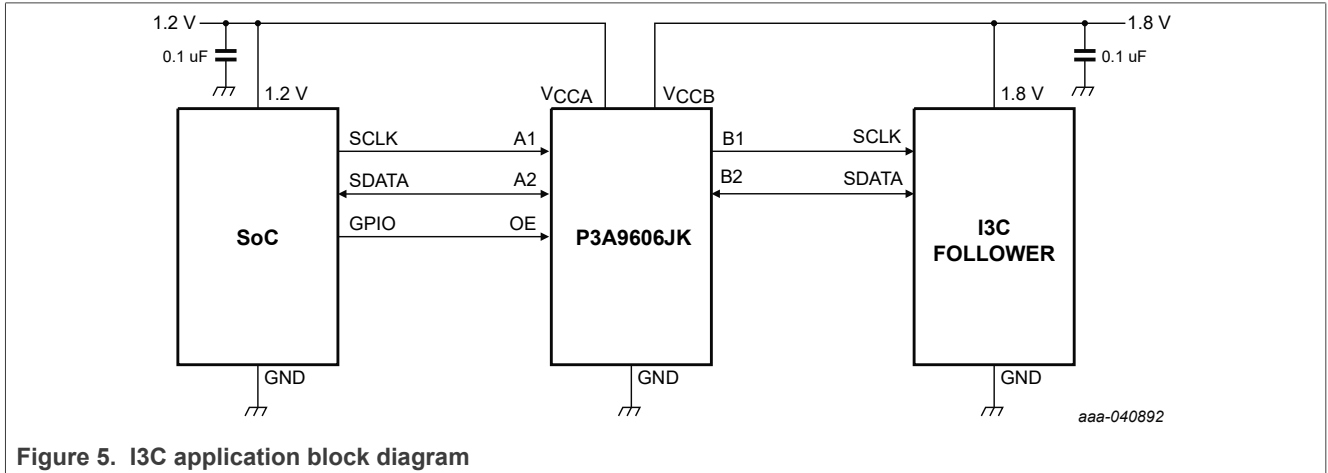 1.2 V
1.8 V
0.1 uF
0.1 uF
1.2 V
VCCA
VCCB
1.8 V
SCLK
A1
B1
SCLK
SDATA
A2
B2
SDATA
GPIO
OE
SoC
P3A9606JK
I3C
FOLLOWER
GND
GND
GND
aaa-040892
Figure 5. I3C application block diagram